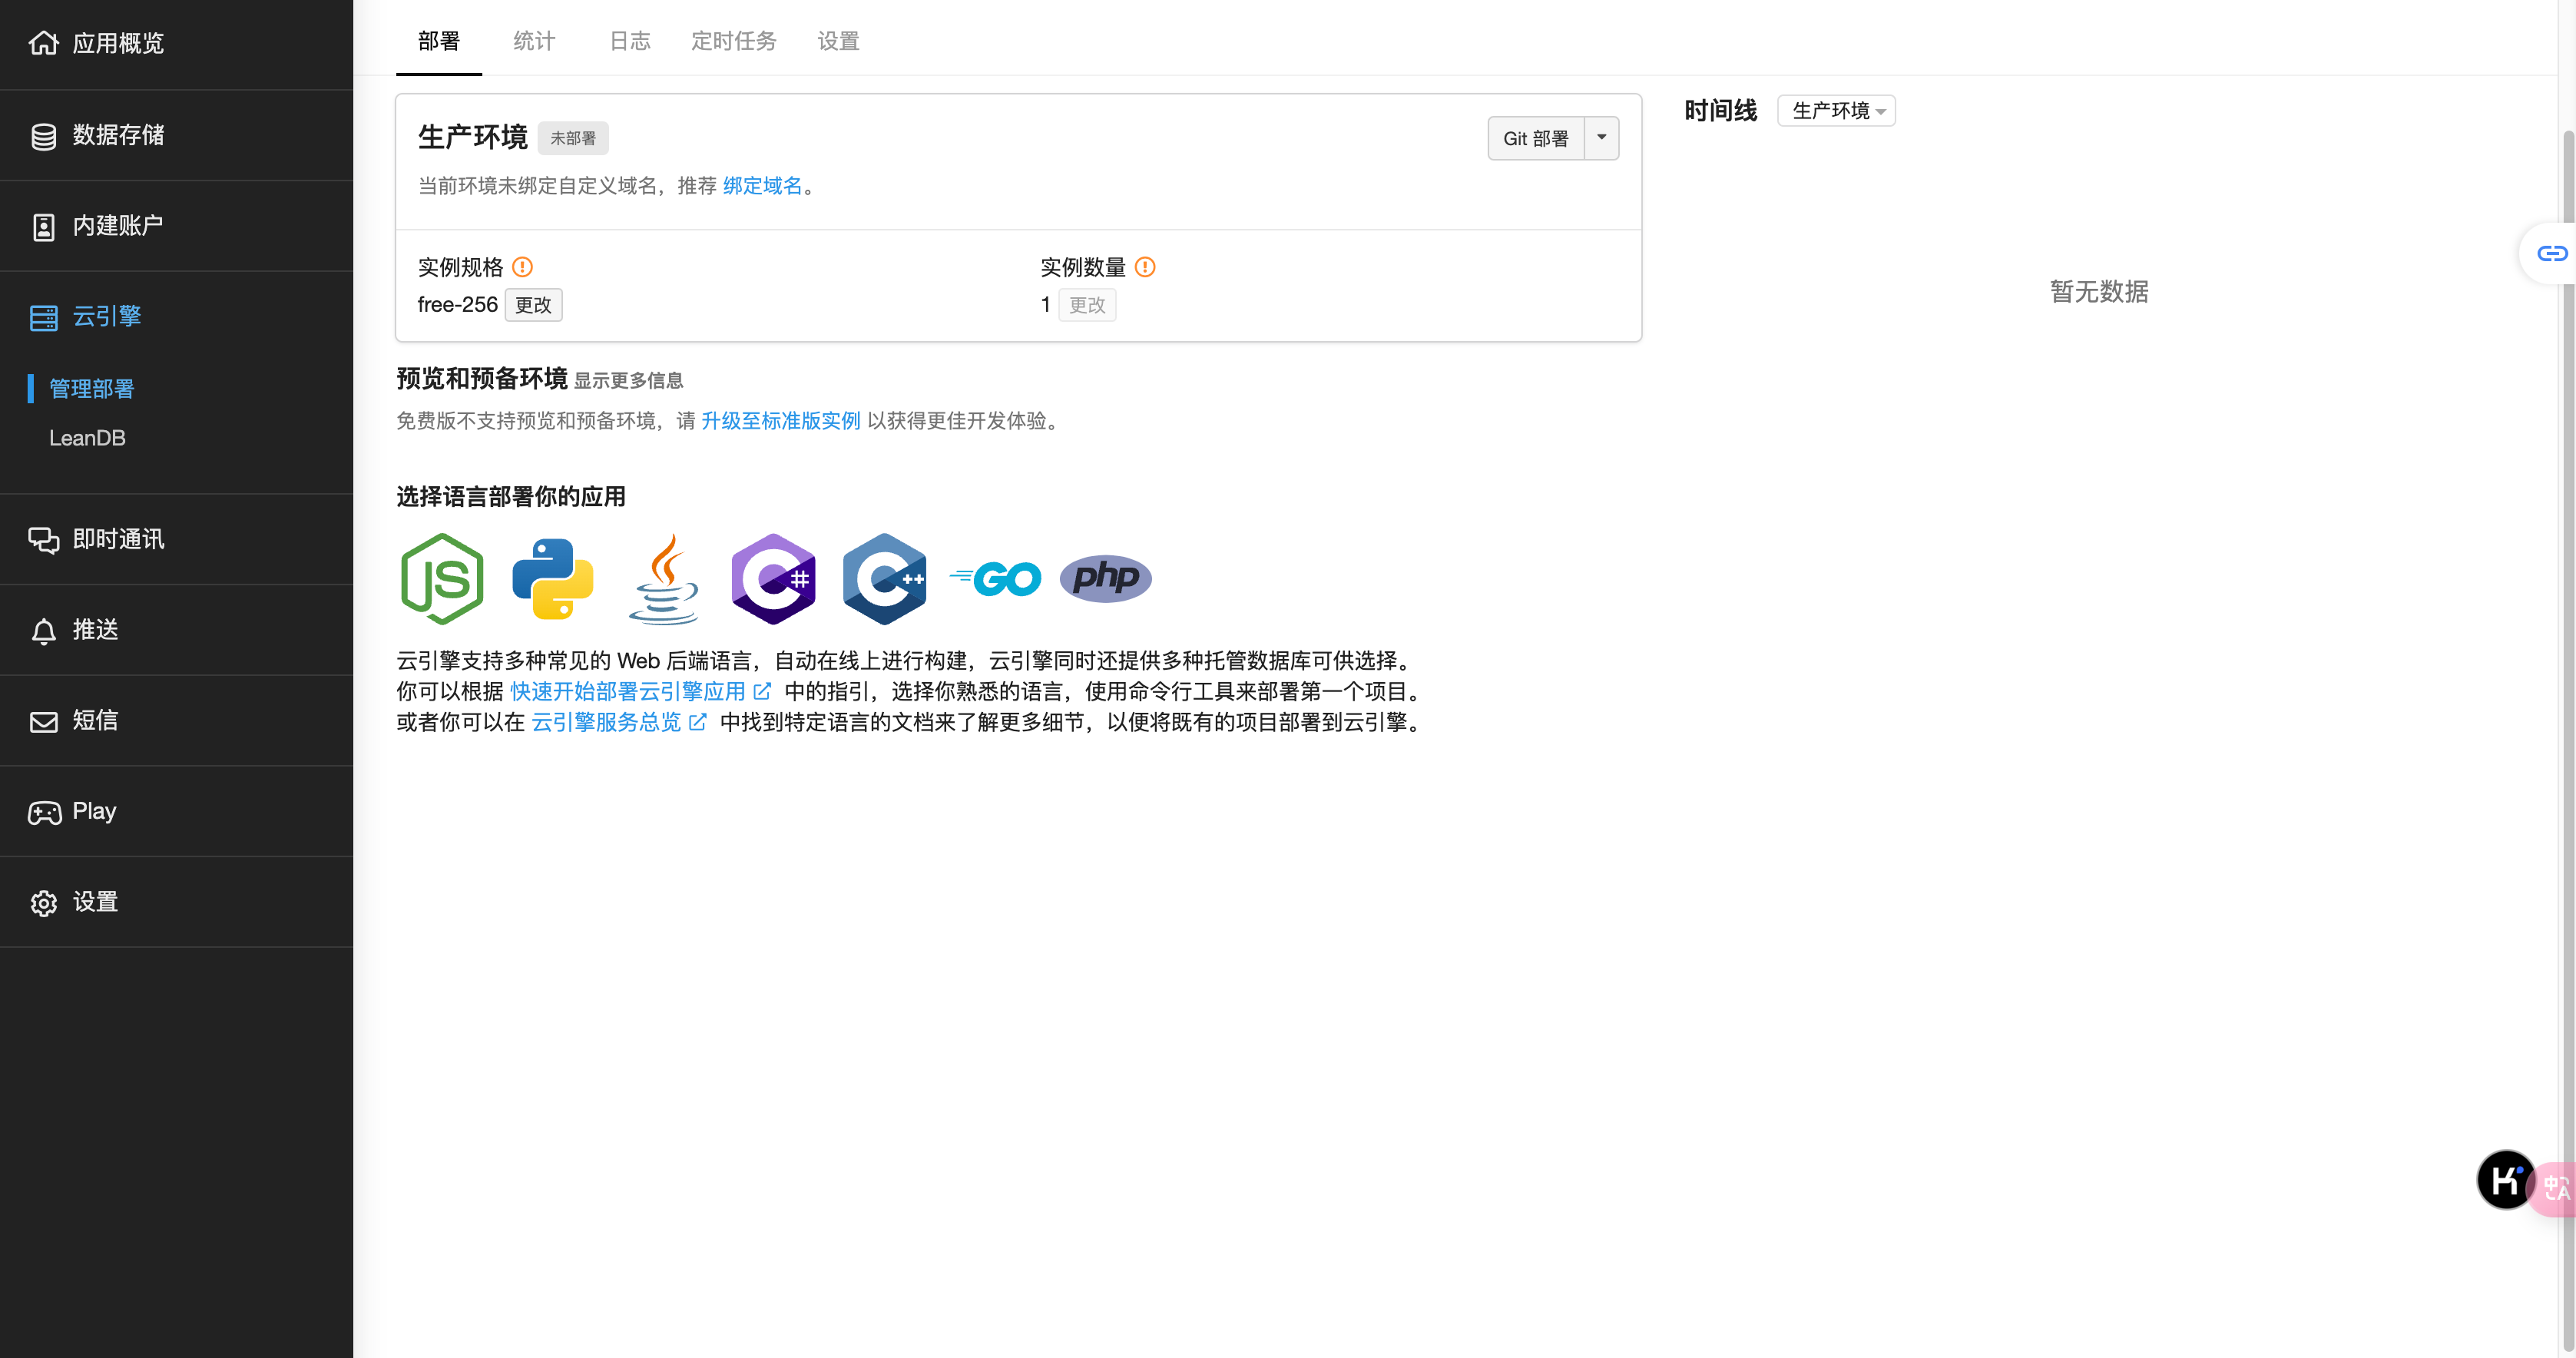 应用概览
数据存储
内建账户
云引擎
管理部署
LeanDB
即时通讯
推送
短信
Play
设置
部署 统计 日志 定时任务 设置
生产环境 未部署
Git 部署
当前环境未绑定自定义域名，推荐 绑定域名。
实例规格
free-256 更改
实例数量
1 更改
预览和预备环境 显示更多信息
免费版不支持预览和预备环境，请 升级至标准版实例 以获得更佳开发体验。
选择语言部署你的应用
JS
C#
C++
GO
php
云引擎支持多种常见的 Web 后端语言，自动在线上进行构建，云引擎同时还提供多种托管数据库可供选择。
你可以根据 快速开始部署云引擎应用 中的指引，选择你熟悉的语言，使用命令行工具来部署第一个项目。
或者你可以在 云引擎服务总览 中找到特定语言的文档来了解更多细节，以便将既有的项目部署到云引擎。
时间线 生产环境
暂无数据
K
中A